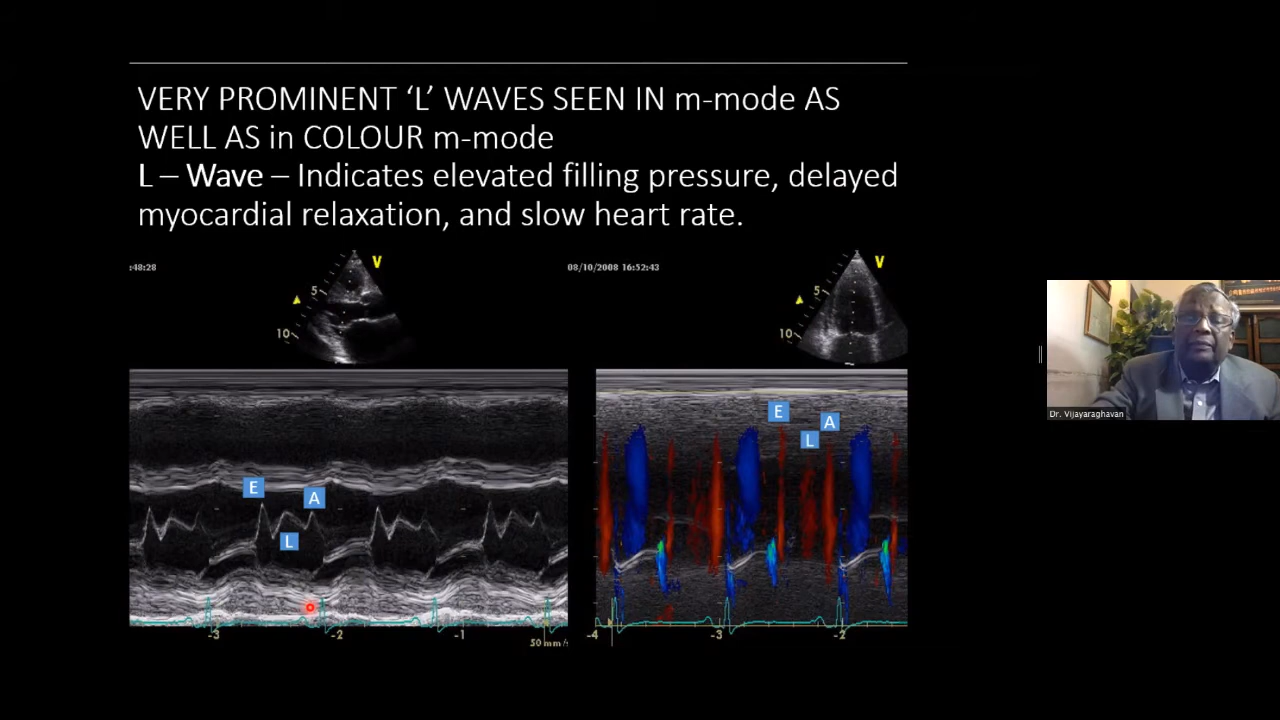 VERY PROMINENT ‘L’ WAVES SEEN IN m-mode AS
WELL AS in COLOUR m-mode
L – Wave – Indicates elevated filling pressure, delayed
myocardial relaxation, and slow heart rate.
:48:28
V
5
10
08/10/2008 16:52:43
V
5
10
E
A
L
E
A
L
-3
-2
-1
50 mm/s
-4
-3
-2
Dr. Vijayaraghavan